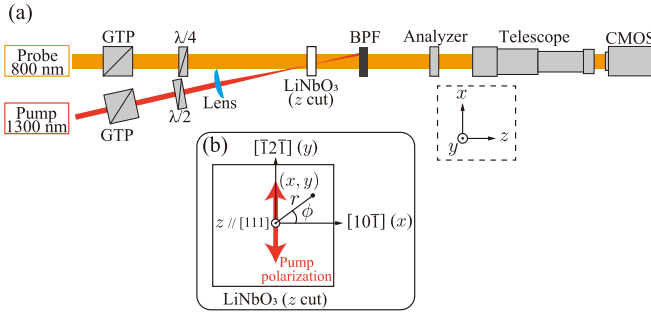 (a)
GTP
λ/4
BPF
Analyzer
Telescope
CMOS
Probe
800 nm
Pump
1300 nm
GTP
λ/2
Lens
LiNbO₃
(z cut)
x
y
z
(b)
[1̅21̅] (y)
(x, y)
r
ϕ
z // [111]
[101̅] (x)
Pump
polarization
LiNbO₃ (z cut)